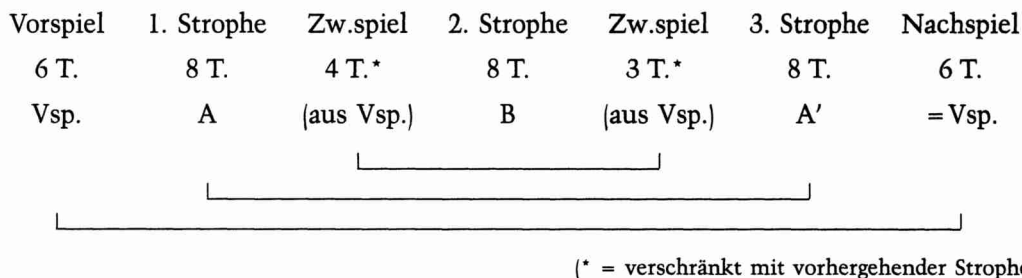 Vorspiel 1. Strophe Zw.spiel 2. Strophe Zw.spiel 3. Strophe Nachspiel
6 T. 8 T. 4 T.* 8 T. 3 T.* 8 T. 6 T.
Vsp. A (aus Vsp.) B (aus Vsp.) A′ = Vsp.
(* = verschränkt mit vorhergehender Strophe